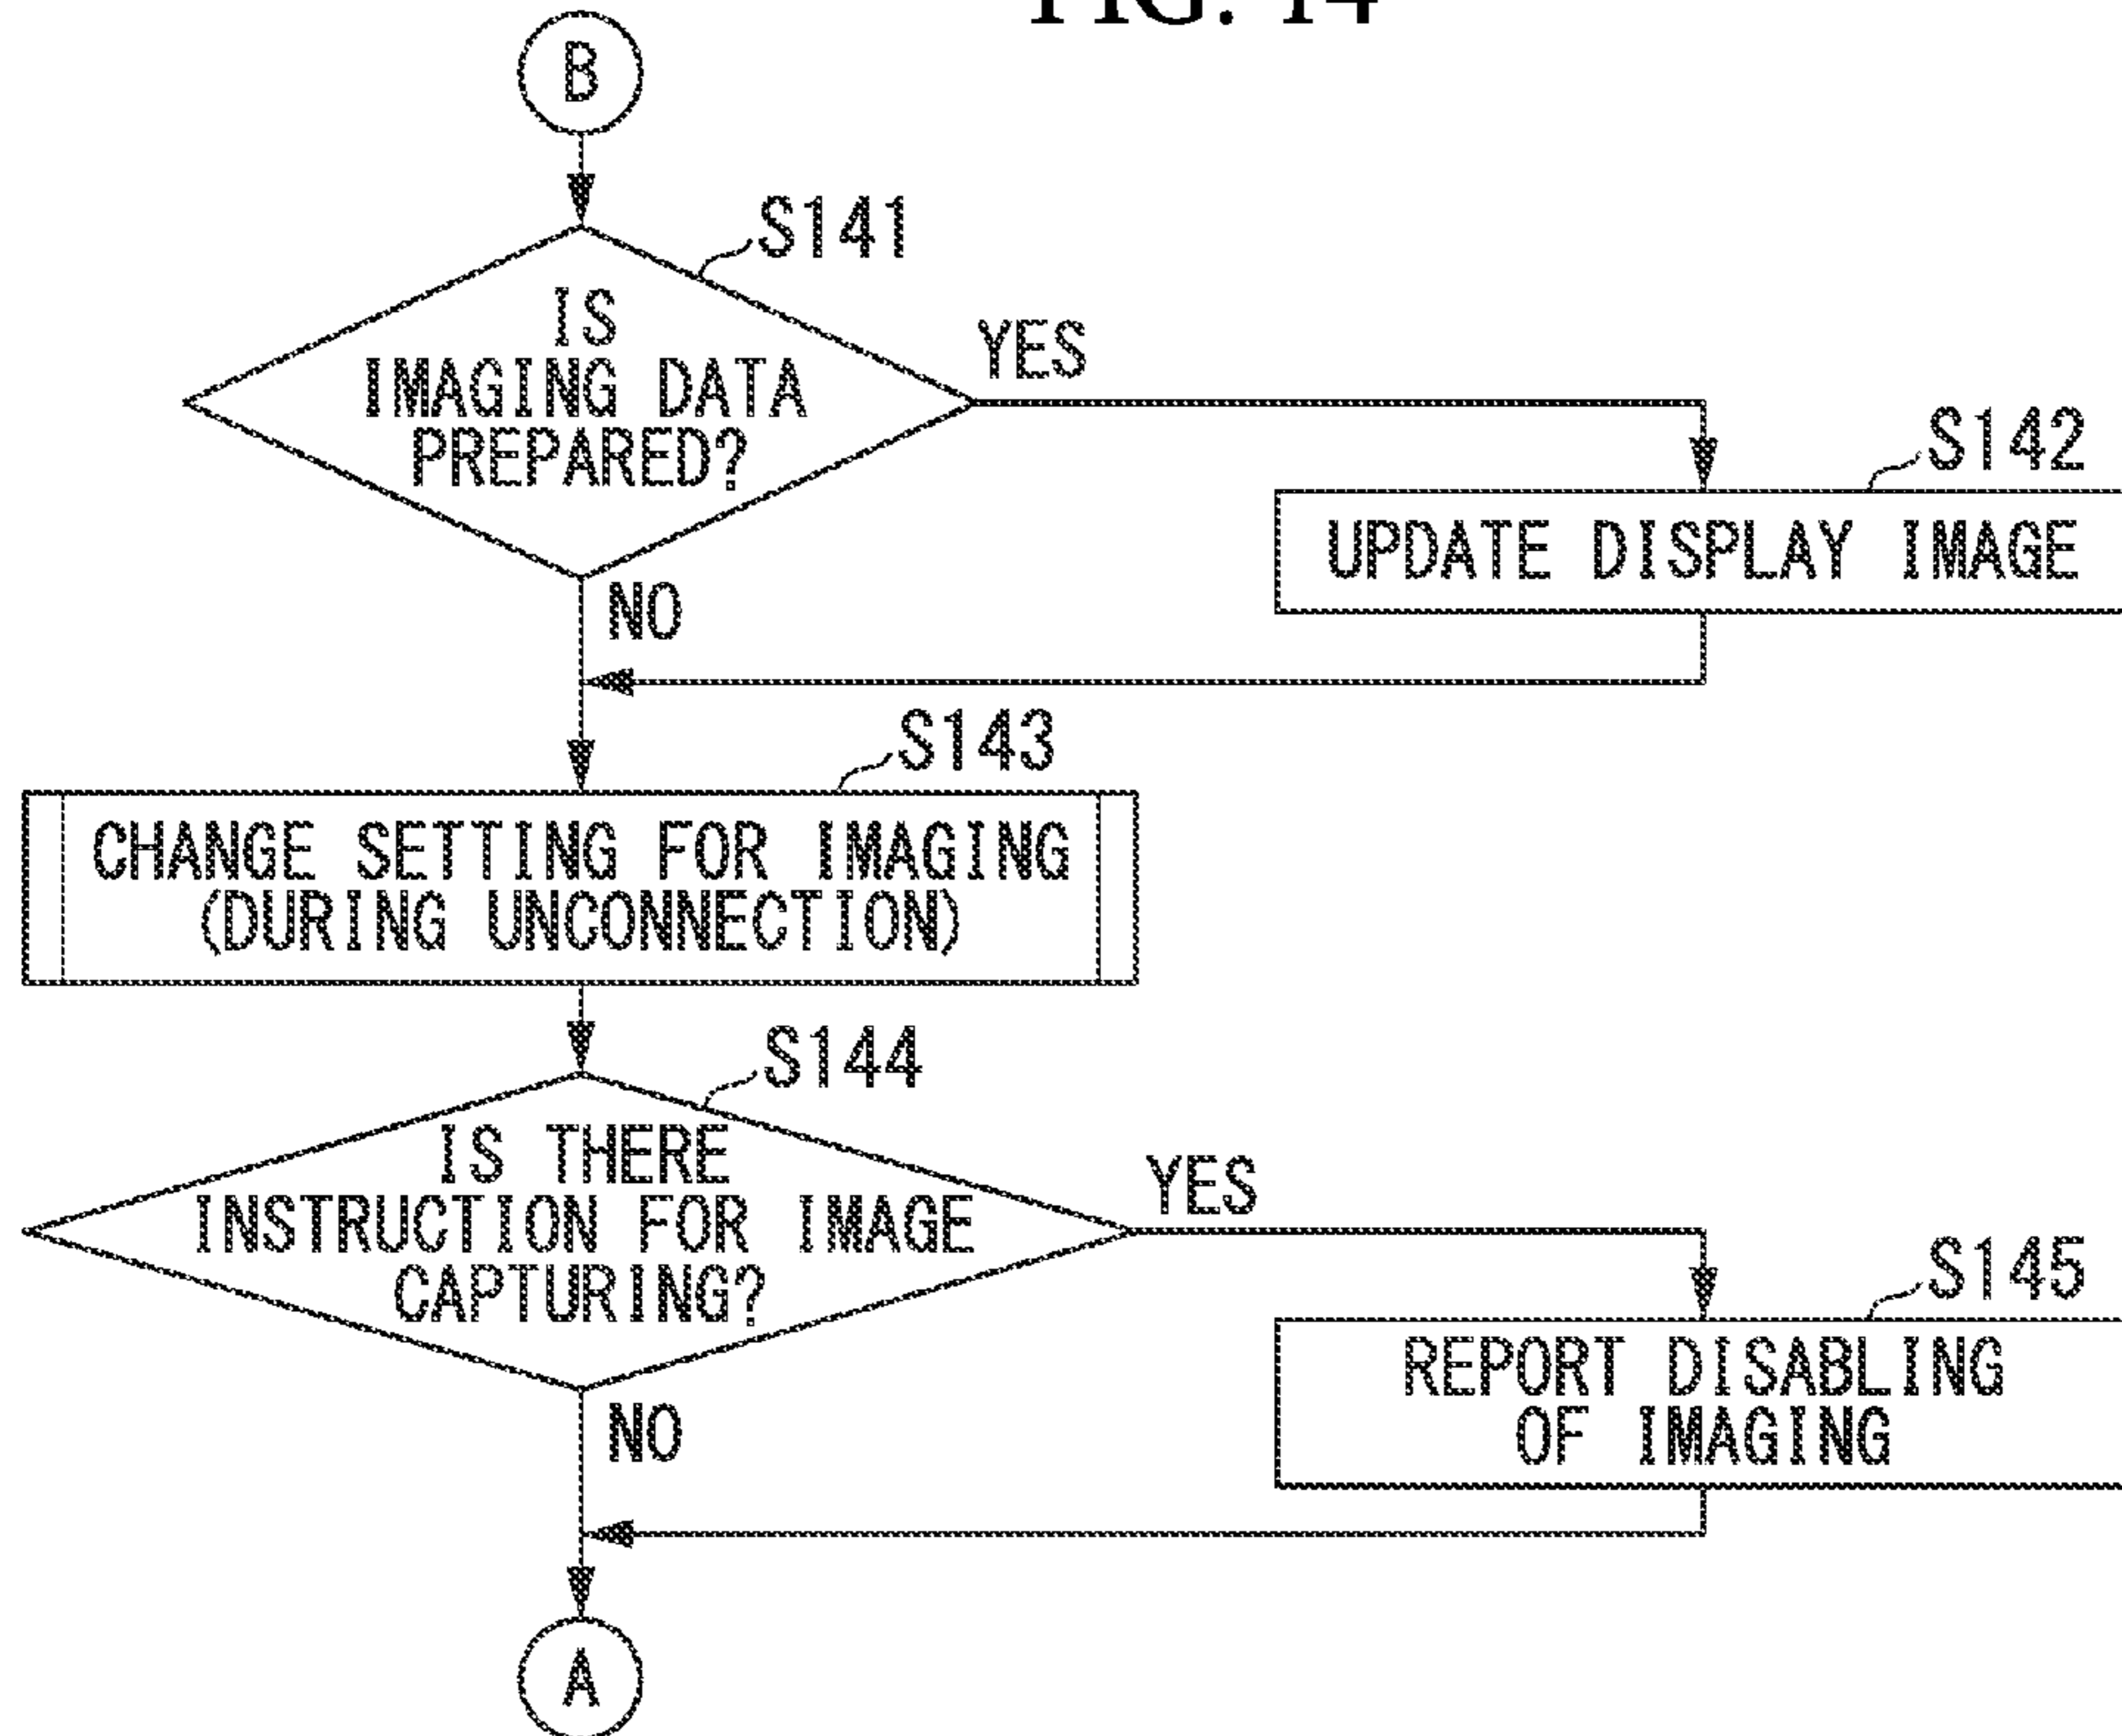 FIG. 14
B
S141
IS
IMAGING DATA
PREPARED?
YES
S142
UPDATE DISPLAY IMAGE
NO
S143
CHANGE SETTING FOR IMAGING
(DURING UNCONNECTION)
S144
IS THERE
INSTRUCTION FOR IMAGE
CAPTURING?
YES
S145
REPORT DISABLING
OF IMAGING
NO
A